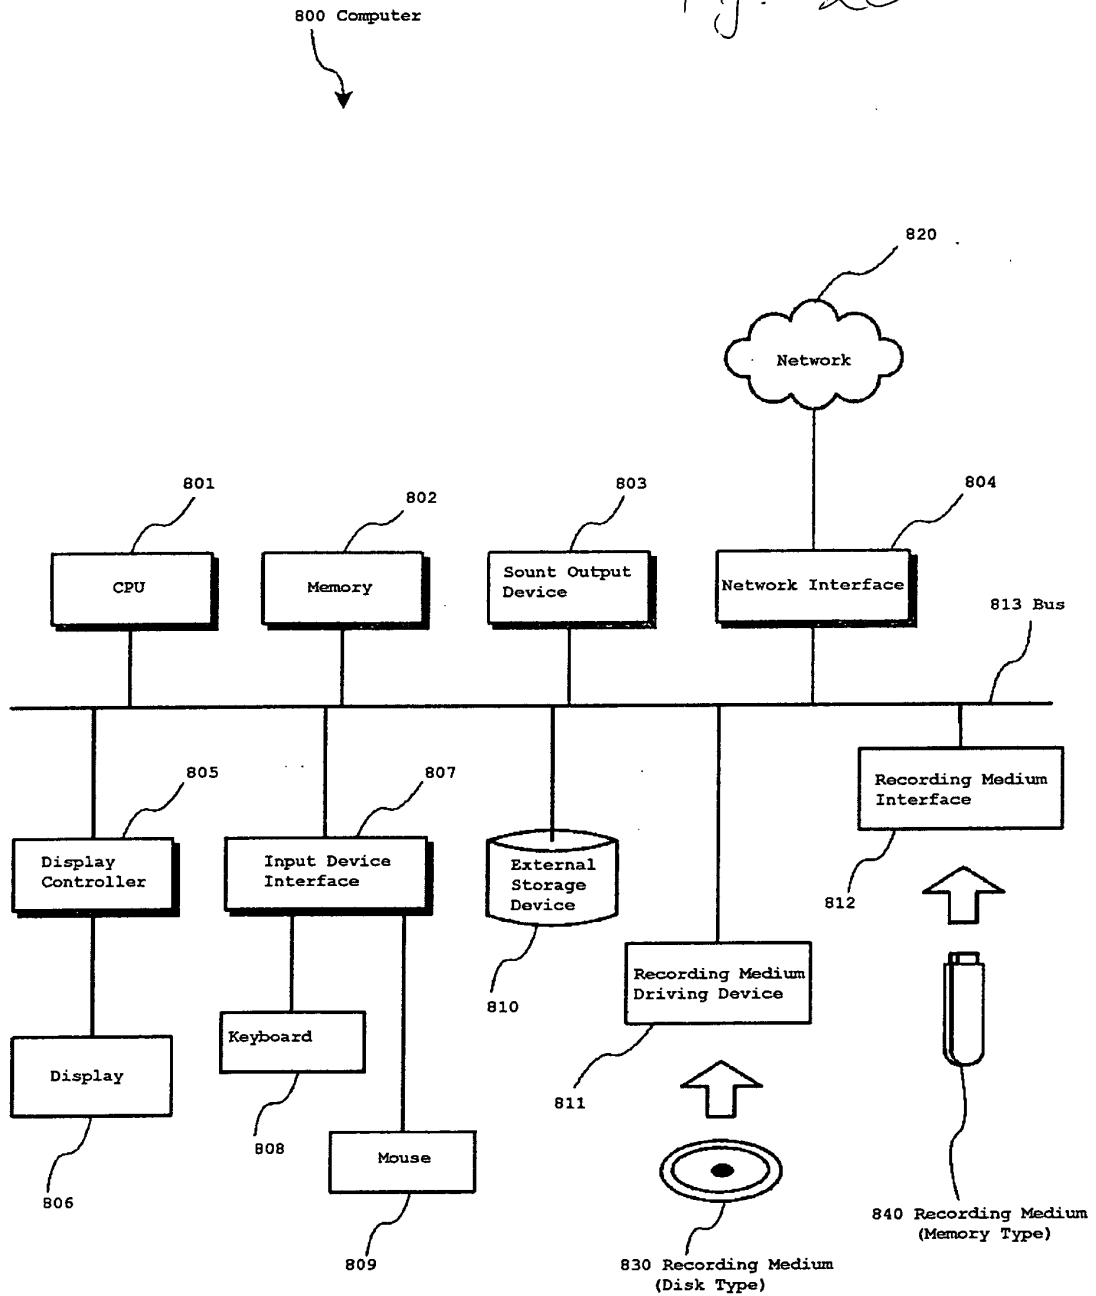 800 Computer
Fig.
820
Network
801
802
803
804
CPU
Memory
Sount Output
Device
Network Interface
813 Bus
805
807
Display
Controller
Input Device
Interface
External
Storage
Device
Recording Medium
Interface
812
810
Recording Medium
Driving Device
Keyboard
Display
811
808
Mouse
806
809
840 Recording Medium
(Memory Type)
830 Recording Medium
(Disk Type)